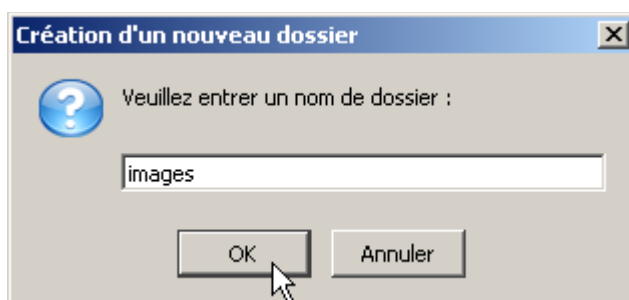 Création d'un nouveau dossier
Veuillez entrer un nom de dossier :
images
OK Annuler